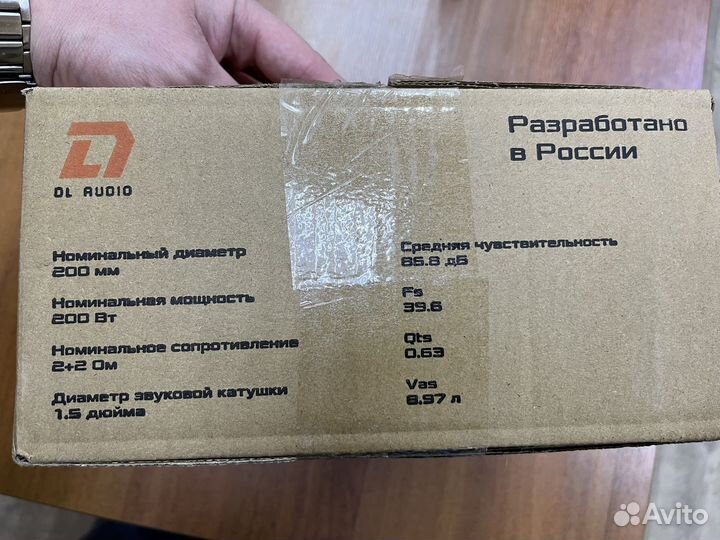 DL AUDIO
Разработано
в России
Номинальный диаметр
200 мм
Номинальная мощность
200 Вт
Номинальное сопротивление
2+2 Ом
Диаметр звуковой катушки
1.5 дюйма
Средняя чувствительность
85.8 дБ
Fs
39.6
Qts
0.63
Vas
8.97 л
Avito